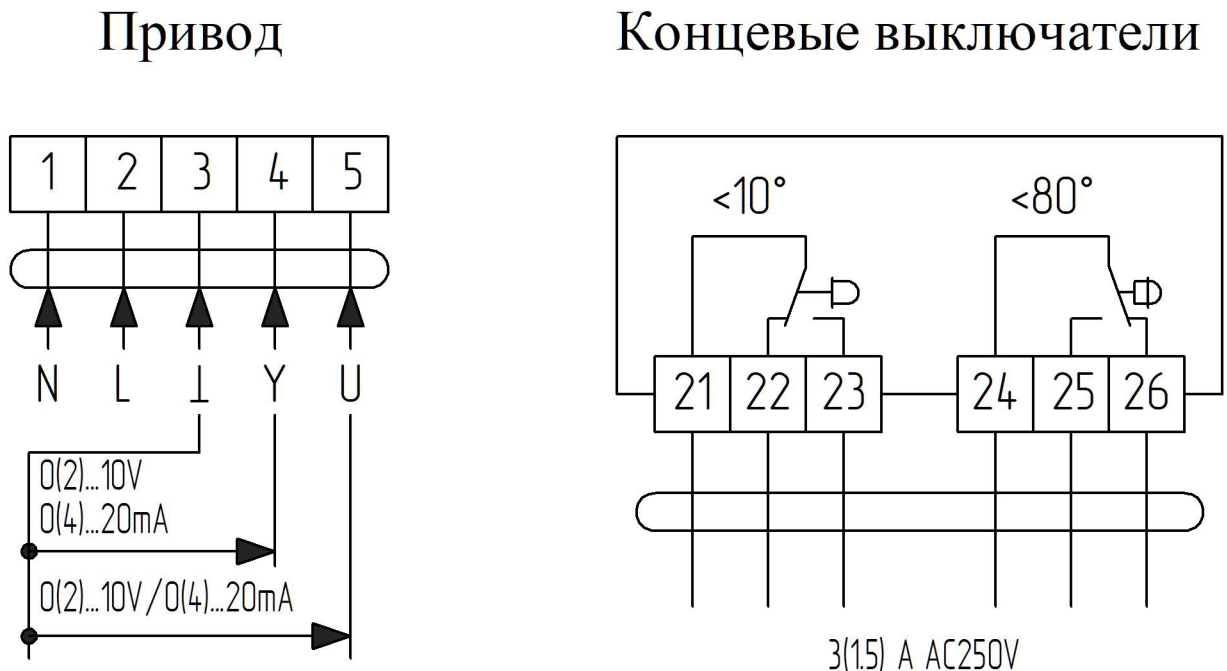 Привод
1 2 3 4 5
N L ⊥ Y U
0(2)...10V
0(4)...20mA
0(2)...10V/0(4)...20mA
Концевые выключатели
<10° <80°
21 22 23 24 25 26
3(1.5) A AC250V